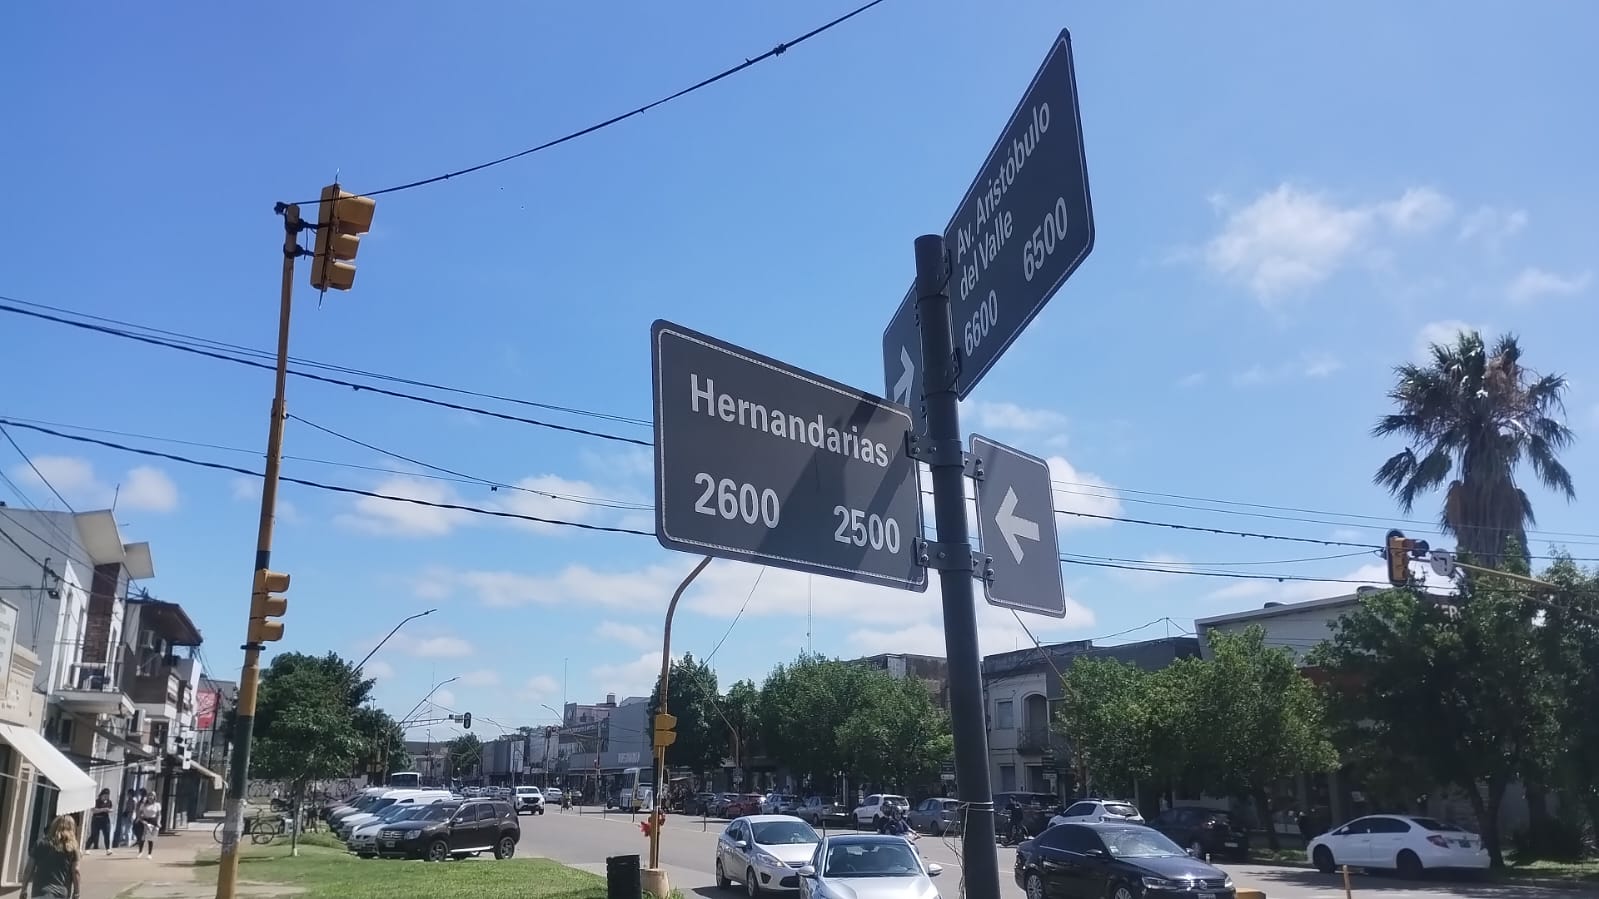 Hernandarias
2600 2500
Av. Aristóbulo
del Valle
6600 6500